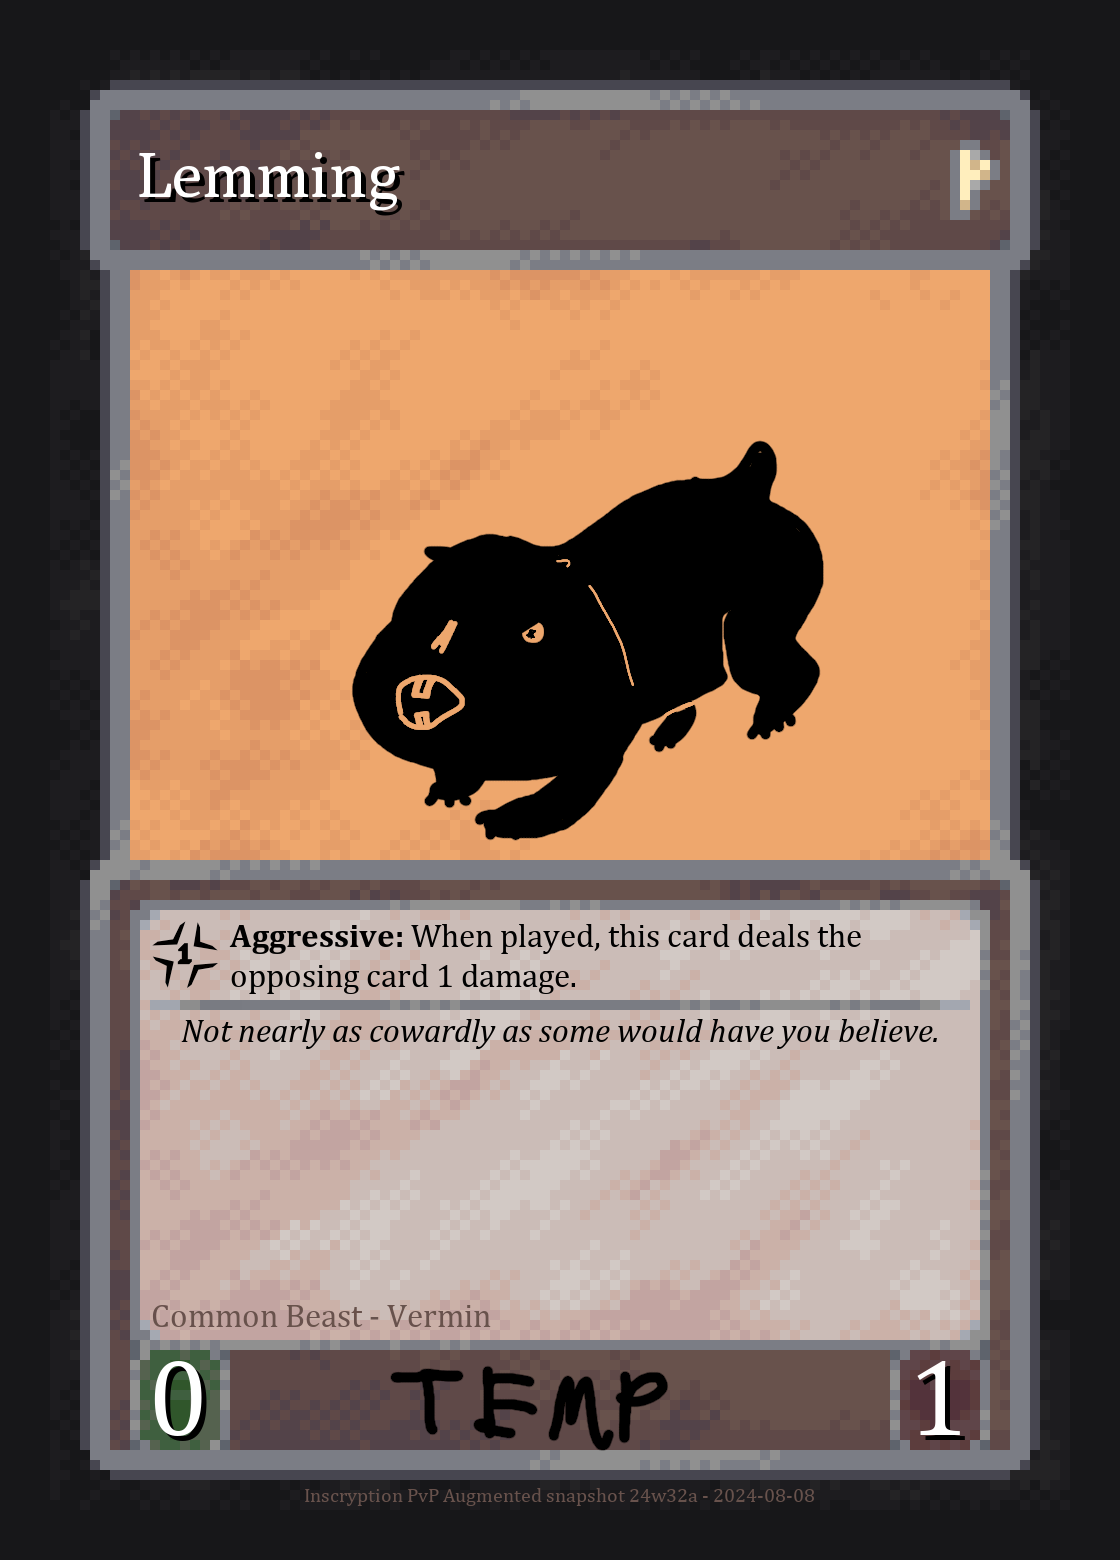 Lemming
1
Aggressive: When played, this card deals the
opposing card 1 damage.
Not nearly as cowardly as some would have you believe.
Common Beast - Vermin
0
TEMP
1
Inscryption PvP Augmented snapshot 24w32a - 2024-08-08